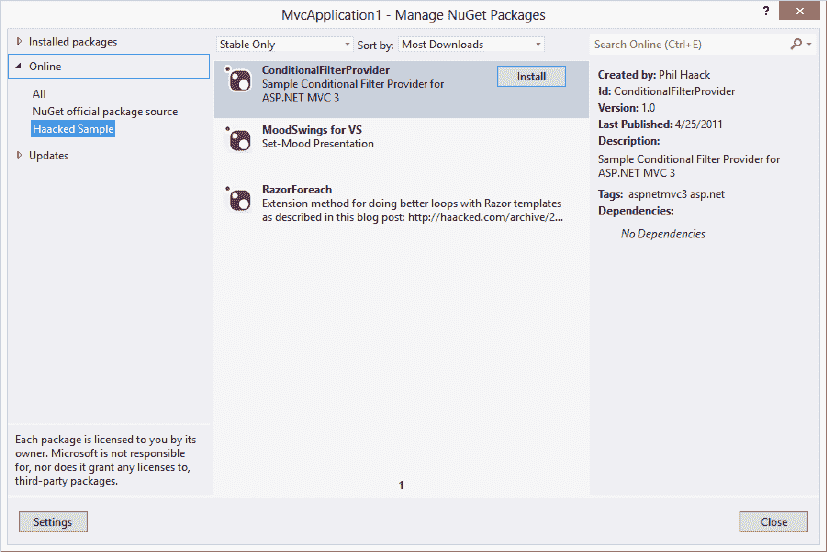 MvcApplication1 - Manage NuGet Packages
?
Installed packages
Online
All
NuGet official package source
Haacked Sample
Updates
Each package is licensed to you by its
owner. Microsoft is not responsible
for, nor does it grant any licenses to,
third-party packages.
Settings
Stable Only
Sort by: Most Downloads
ConditionalFilterProvider
Sample Conditional Filter Provider for
ASP.NET MVC 3
Install
MoodSwings for VS
Set-Mood Presentation
RazorForeach
Extension method for doing better loops with Razor templates
as described in this blog post: http://haacked.com/archive/2...
1
Search Online (Ctrl+E)
Created by: Phil Haack
Id: ConditionalFilterProvider
Version: 1.0
Last Published: 4/25/2011
Description:
Sample Conditional Filter Provider for
ASP.NET MVC 3
Tags: aspnetmvc3 asp.net
Dependencies:
No Dependencies
Close